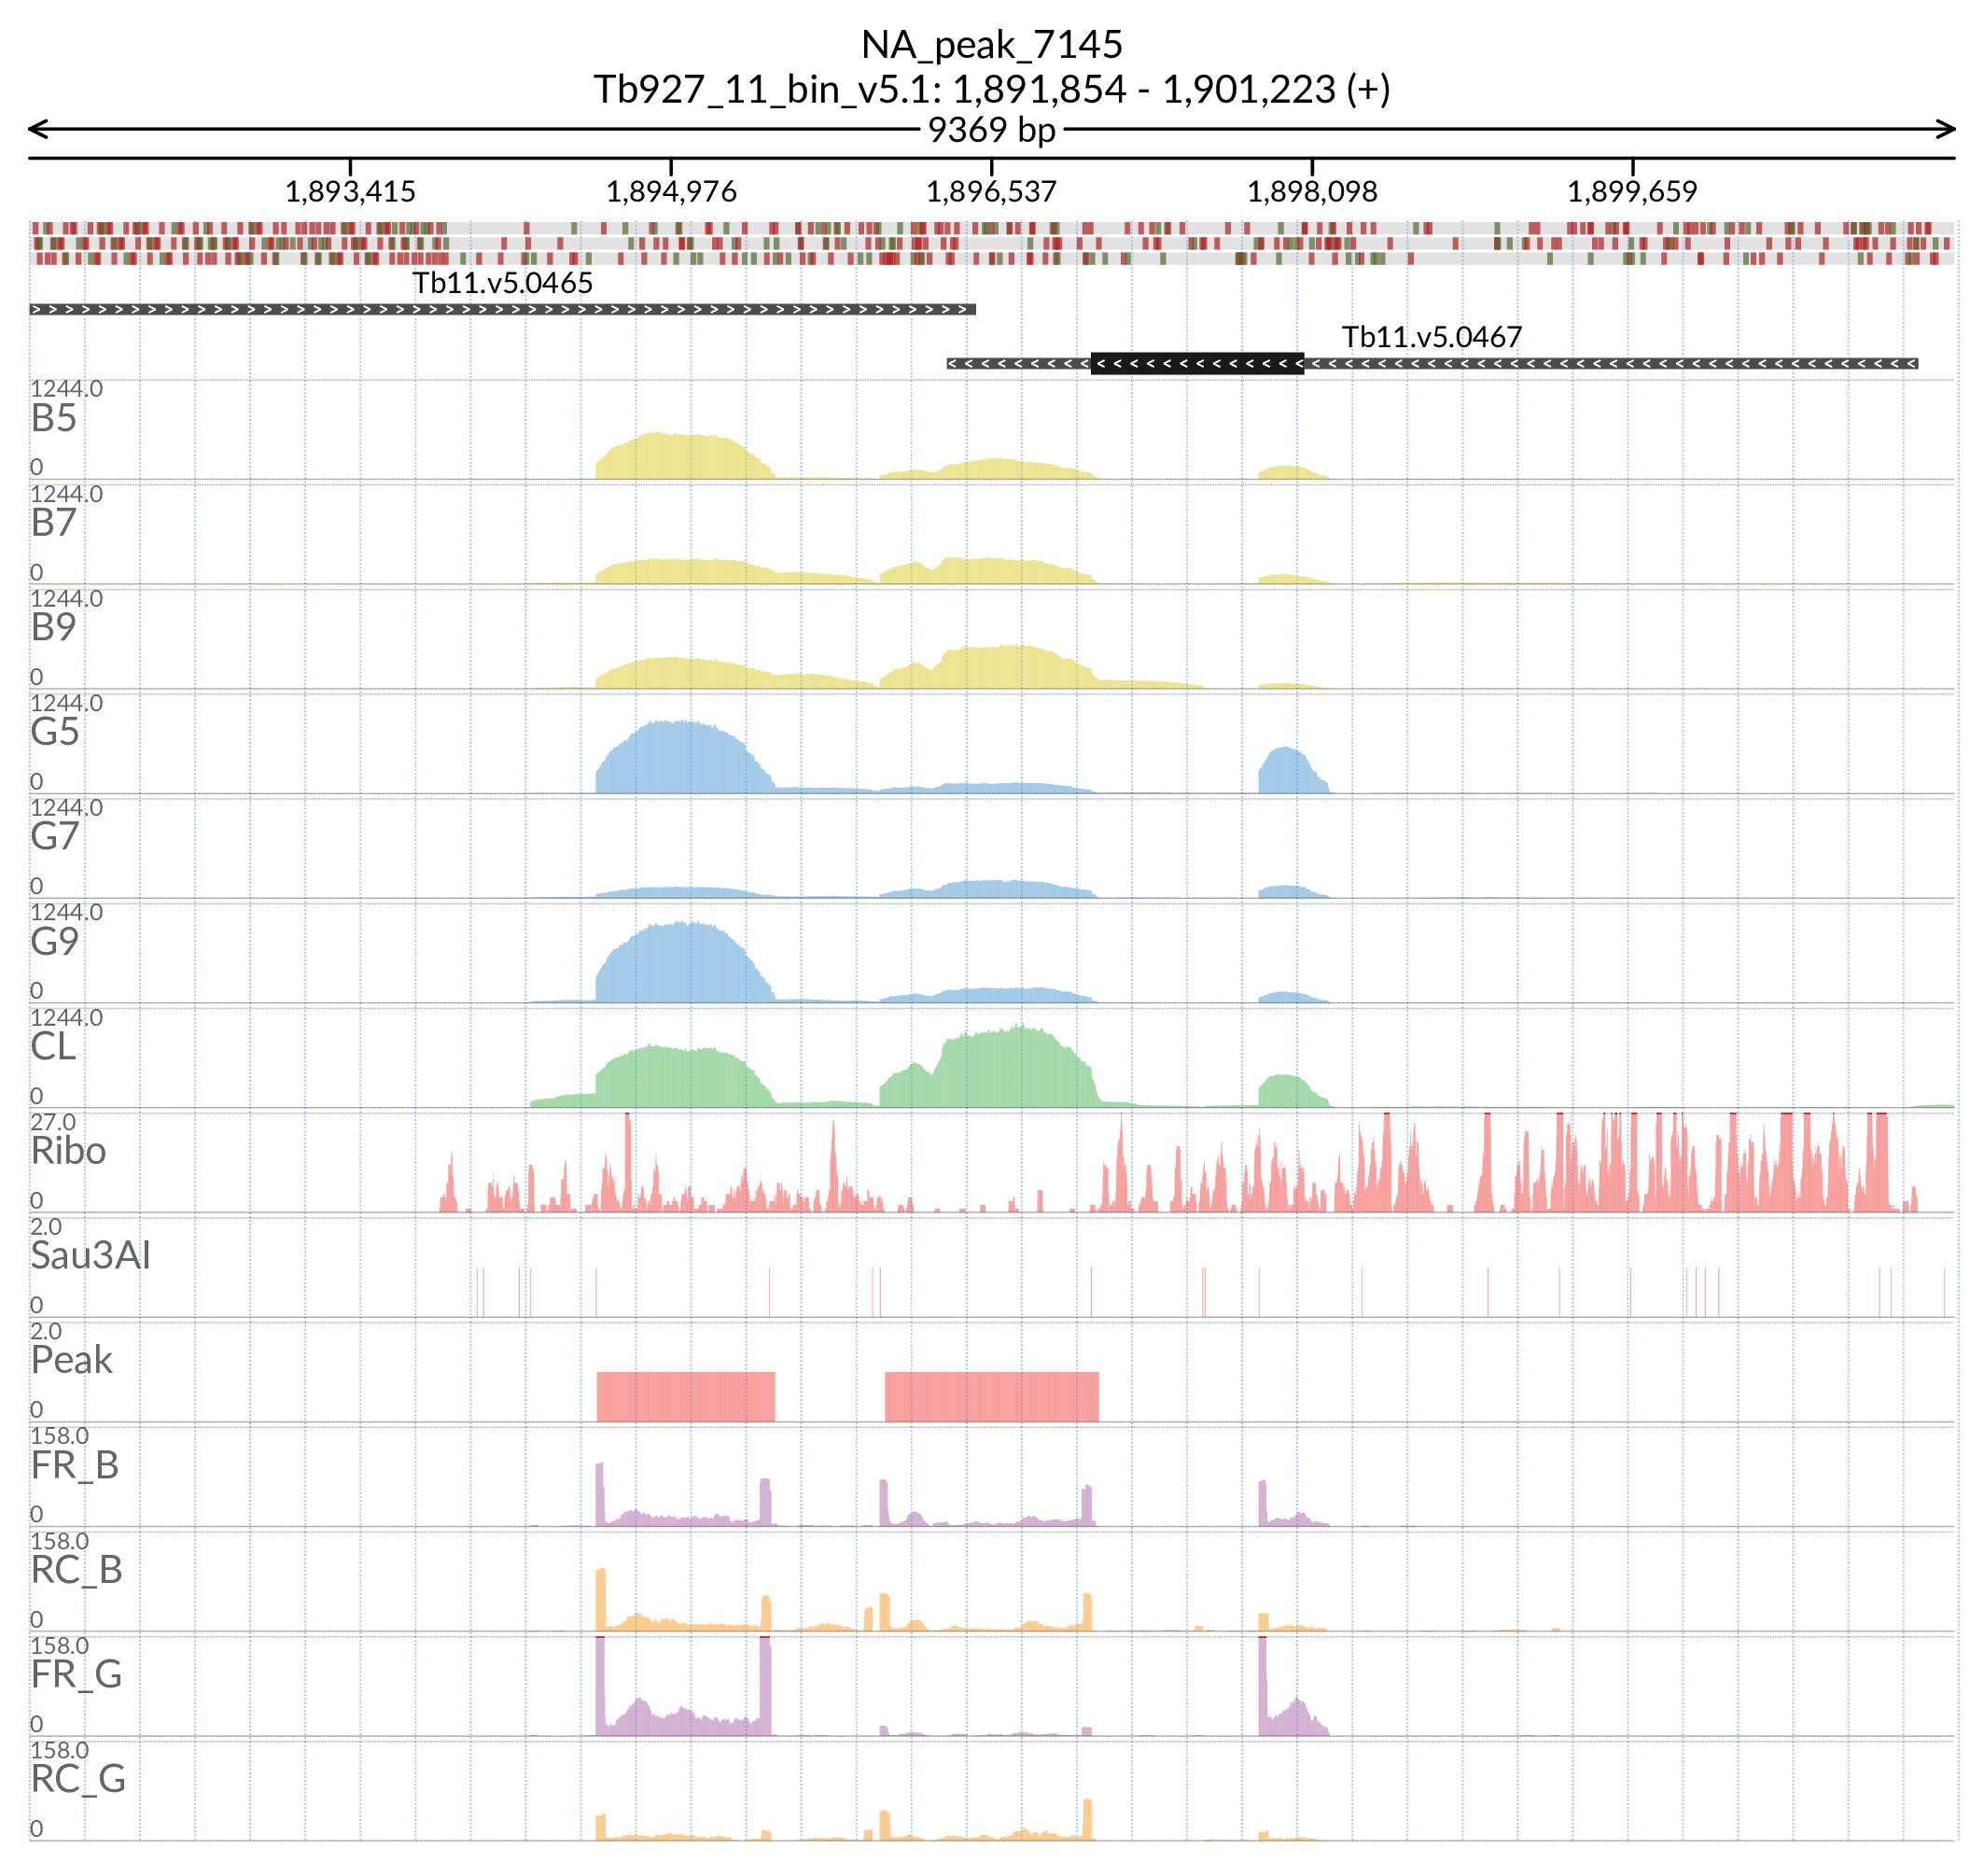 NA_peak_7145
Tb927_11_bin_v5.1: 1,891,854 - 1,901,223 (+)
9369 bp
1,893,415 1,894,976 1,896,537 1,898,098 1,899,659
Tb11.v5.0465
Tb11.v5.0467
1244.0
B5
0
1244.0
B7
0
1244.0
B9
0
1244.0
G5
0
1244.0
G7
0
1244.0
G9
0
1244.0
CL
0
27.0
Ribo
0
2.0
Sau3AI
0
2.0
Peak
0
158.0
FR_B
0
158.0
RC_B
0
158.0
FR_G
0
158.0
RC_G
0